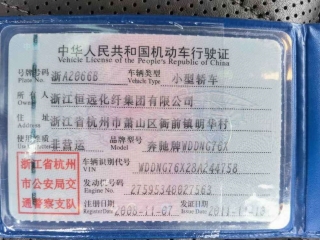 中华人民共和国机动车行驶证
Vehicle License of the People's Republic of China
号牌号码 浙A2066B 车辆类型 小型轿车
Plate No. Vehicle Type
所有人 浙江恒远化纤集团有限公司
Owner
住址 浙江省杭州市萧山区衙前镇明华村
Address
使用性质 非营运 品牌型号 奔驰牌WDDNG76X
Use Model
车辆识别代号 WDDNG76X28A244758
VIN
浙江省杭州
市公安局交
通警察支队
发动机号码 27595340027563
Engine No.
注册日期 2008-11-07 发证日期
Register Date Issue Date